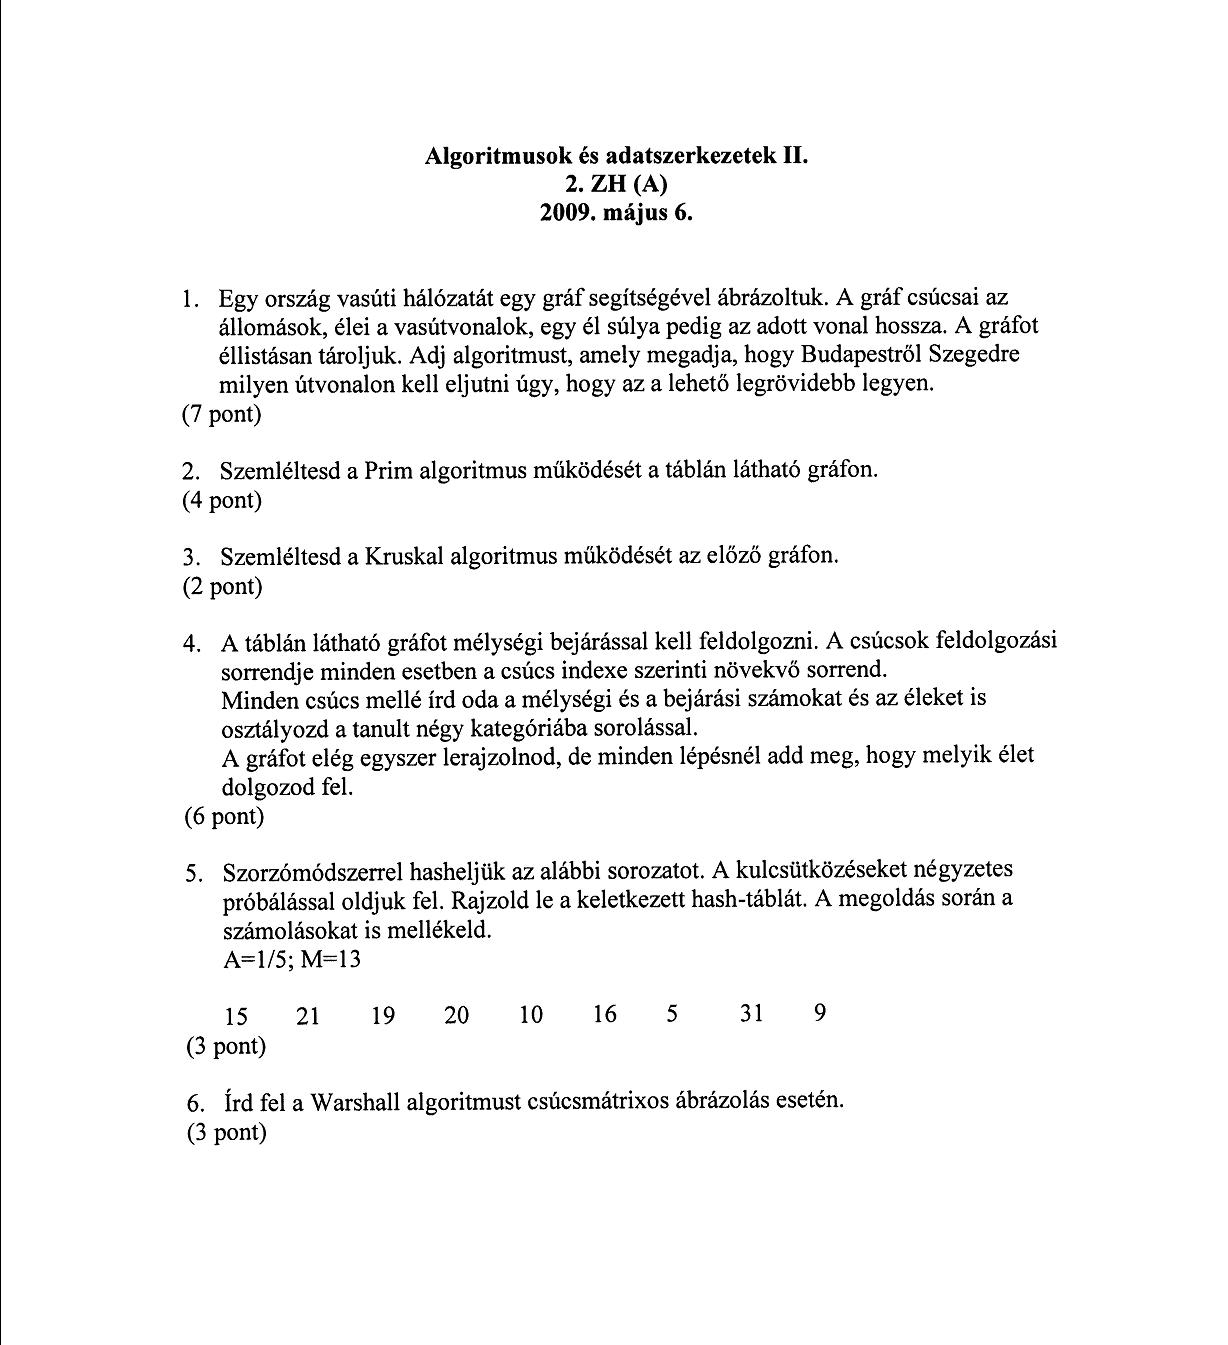 Algoritmusok és adatszerkezetek II.
2. ZH (A)
2009. május 6.
1. Egy ország vasúti hálózatát egy gráf segítségével ábrázoltuk. A gráf csúcsai az
állomások, élei a vasútvonalok, egy él súlya pedig az adott vonal hossza. A gráfot
éllistásan tároljuk. Adj algoritmust, amely megadja, hogy Budapestről Szegedre
milyen útvonalon kell eljutni úgy, hogy az a lehető legrövidebb legyen.
(7 pont)
2. Szemléltesd a Prim algoritmus működését a táblán látható gráfon.
(4 pont)
3. Szemléltesd a Kruskal algoritmus működését az előző gráfon.
(2 pont)
4. A táblán látható gráfot mélységi bejárással kell feldolgozni. A csúcsok feldolgozási
sorrendje minden esetben a csúcs indexe szerinti növekvő sorrend.
Minden csúcs mellé írd oda a mélységi és a bejárási számokat és az éleket is
osztályozd a tanult négy kategóriába sorolással.
A gráfot elég egyszer lerajzolnod, de minden lépésnél add meg, hogy melyik élet
dolgozod fel.
(6 pont)
5. Szorzómódszerrel hasheljük az alábbi sorozatot. A kulcsütközéseket négyzetes
próbálással oldjuk fel. Rajzold le a keletkezett hash-táblát. A megoldás során a
számolásokat is mellékeld.
A=1/5; M=13
15 21 19 20 10 16 5 31 9
(3 pont)
6. Írd fel a Warshall algoritmust csúcsmátrixos ábrázolás esetén.
(3 pont)